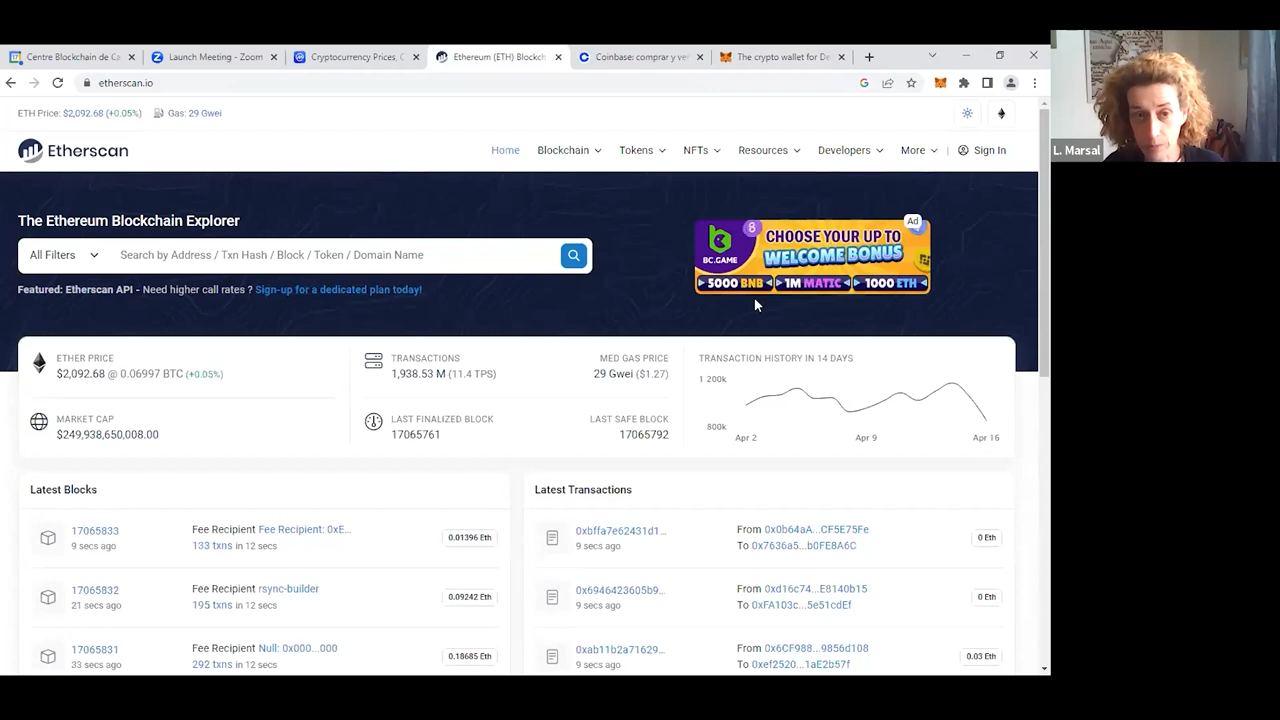 Centre Blockchain de Ca
Launch Meeting - Zoom
Cryptocurrency Prices,
Ethereum (ETH) Blockch
Coinbase: comprar y ve
The crypto wallet for De
etherscan.io
ETH Price: $2,092.68 (+0.05%)
Gas: 29 Gwei
Etherscan
Home
Blockchain
Tokens
NFTs
Resources
Developers
More
Sign In
L. Marsal
The Ethereum Blockchain Explorer
All Filters
Search by Address / Txn Hash / Block / Token / Domain Name
Featured: Etherscan API - Need higher call rates ? Sign-up for a dedicated plan today!
Ad
8
BC.GAME
CHOOSE YOUR UP TO
WELCOME BONUS
5000 BNB
1M MATIC
1000 ETH
ETHER PRICE
$2,092.68 @ 0.06997 BTC (+0.05%)
MARKET CAP
$249,938,650,008.00
TRANSACTIONS
1,938.53 M (11.4 TPS)
MED GAS PRICE
29 Gwei ($1.27)
LAST FINALIZED BLOCK
17065761
LAST SAFE BLOCK
17065792
TRANSACTION HISTORY IN 14 DAYS
1 200k
800k
Apr 2
Apr 9
Apr 16
Latest Blocks
17065833
9 secs ago
Fee Recipient Fee Recipient: 0xE...
133 txns in 12 secs
0.01396 Eth
17065832
21 secs ago
Fee Recipient rsync-builder
195 txns in 12 secs
0.09242 Eth
17065831
33 secs ago
Fee Recipient Null: 0x000...000
292 txns in 12 secs
0.18685 Eth
Latest Transactions
0xbffa7e62431d1...
9 secs ago
From 0x0b64aA...CF5E75Fe
To 0x7636a5...b0FE8A6C
0 Eth
0x6946423605b9...
9 secs ago
From 0xd16c74...E8140b15
To 0xFA103c...5e51cdEf
0 Eth
0xab11b2a71629...
9 secs ago
From 0x6CF988...9856d108
To 0xef2520...1aE2b57f
0.03 Eth